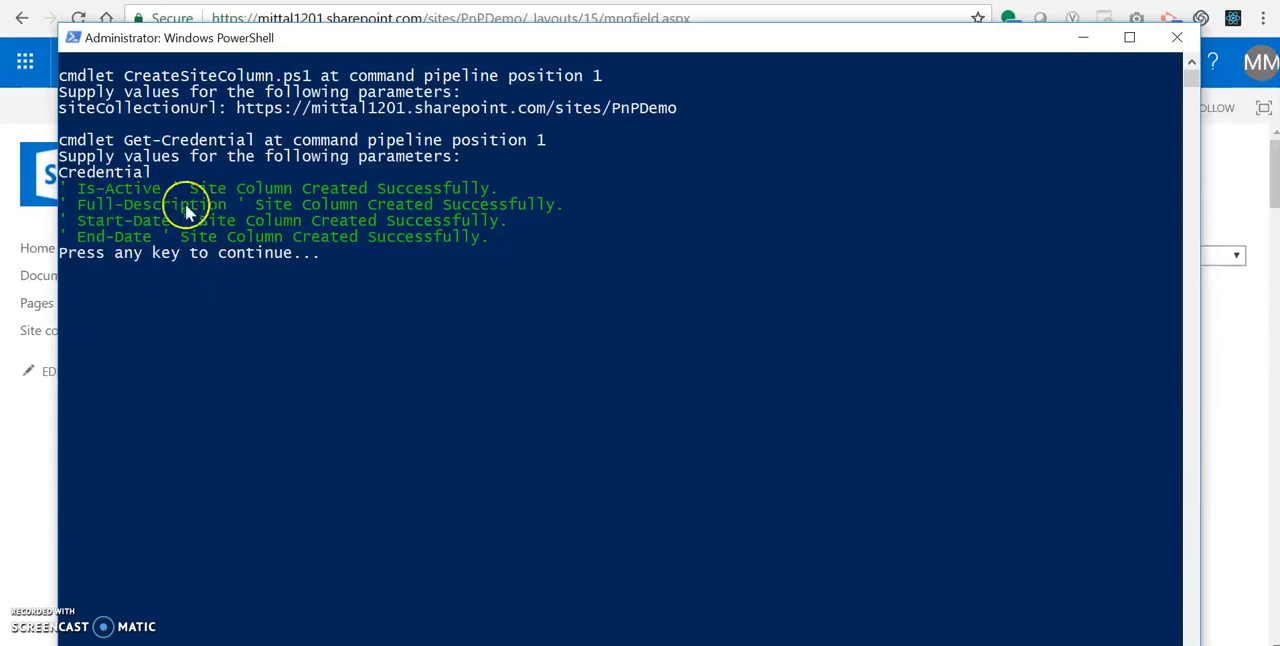 Secure https://mittal1201.sharepoint.com/sites/PnPDemo/_layouts/15/mngfield.aspx
Administrator: Windows PowerShell
cmdlet CreateSiteColumn.ps1 at command pipeline position 1
Supply values for the following parameters:
siteCollectionUrl: https://mittal1201.sharepoint.com/sites/PnPDemo
cmdlet Get-Credential at command pipeline position 1
Supply values for the following parameters:
Credential
' Is-Active ' Site Column Created Successfully.
' Full-Description ' Site Column Created Successfully.
' Start-Date ' Site Column Created Successfully.
' End-Date ' Site Column Created Successfully.
Press any key to continue...
? MM
OLLOW
S
Home
Docum
Pages
Site co
ED
RECORDED WITH
SCREENCAST MATIC